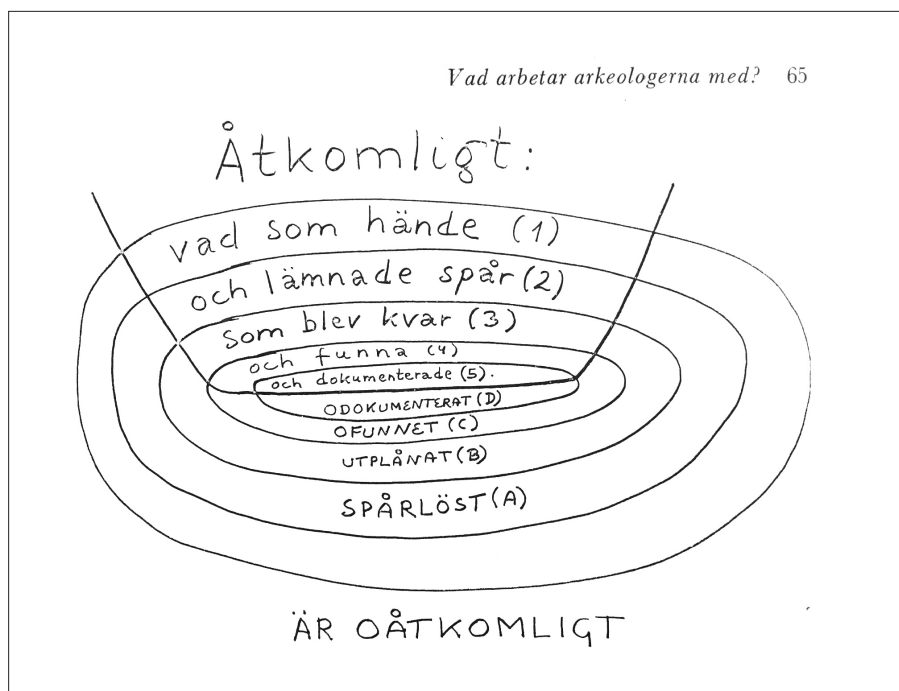 Vad arbetar arkeologerna med? 65
Åtkomligt:
vad som hände (1)
och lämnade spår (2)
som blev kvar (3)
och funna (4)
och dokumenterade (5).
ODOKUMENTERAT (D)
OFUNNET (C)
UTPLÅNAT (B)
SPÅRLÖST (A)
ÄR OÅTKOMLIGT